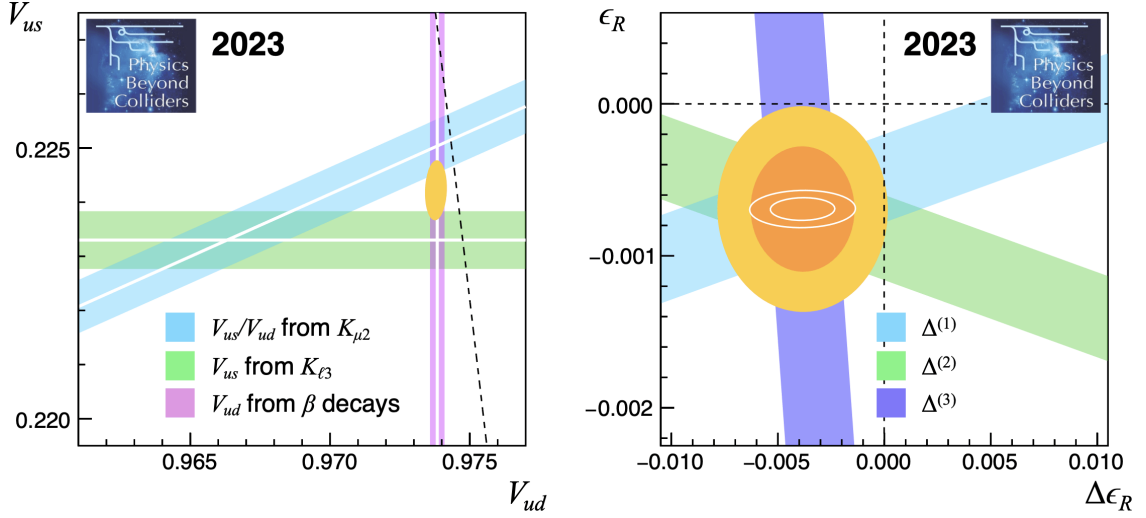 V_us
2023
Physics
Beyond
Colliders
0.225
0.220
V_us/V_ud from K_μ2
V_us from K_ℓ3
V_ud from β decays
0.965
0.970
0.975
V_ud
ϵ_R
2023
Physics
Beyond
Colliders
0.000
−0.001
−0.002
Δ^(1)
Δ^(2)
Δ^(3)
−0.010
−0.005
0.000
0.005
0.010
Δϵ_R